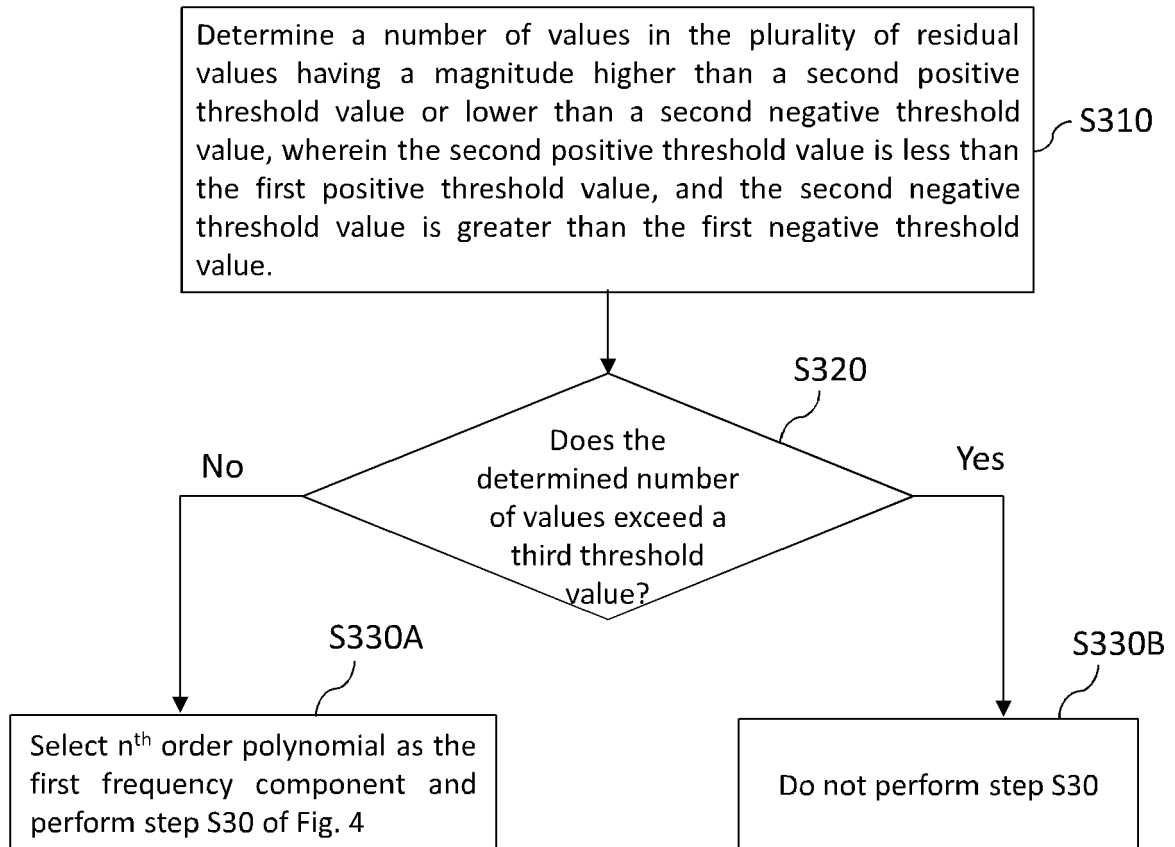 Determine a number of values in the plurality of residual
values having a magnitude higher than a second positive
threshold value or lower than a second negative threshold
value, wherein the second positive threshold value is less than
the first positive threshold value, and the second negative
threshold value is greater than the first negative threshold
value.
S310
S320
Does the
determined number
of values exceed a
third threshold
value?
No
Yes
S330A
Select nth order polynomial as the
first frequency component and
perform step S30 of Fig. 4
S330B
Do not perform step S30